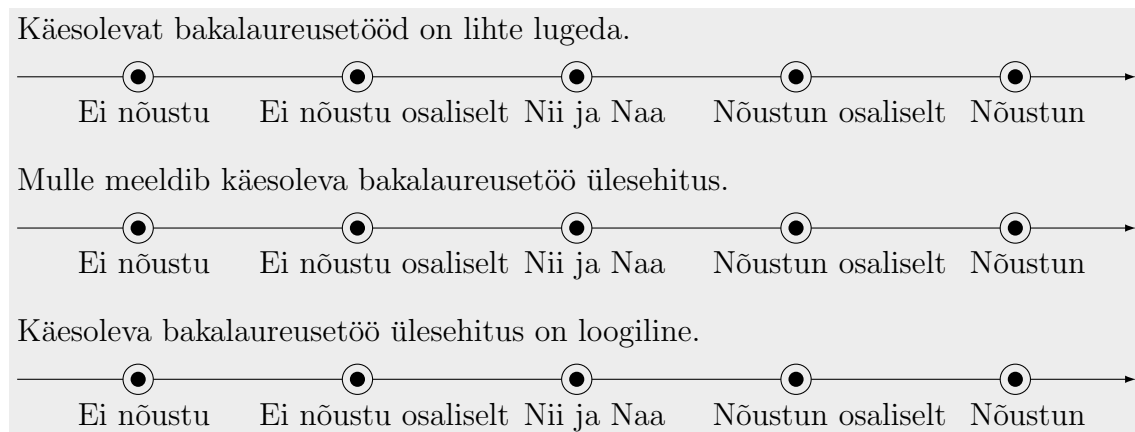 Käesolevat bakalaureusetööd on lihte lugeda.
Ei nõustu Ei nõustu osaliselt Nii ja Naa Nõustun osaliselt Nõustun
Mulle meeldib käesoleva bakalaureusetöö ülesehitus.
Ei nõustu Ei nõustu osaliselt Nii ja Naa Nõustun osaliselt Nõustun
Käesoleva bakalaureusetöö ülesehitus on loogiline.
Ei nõustu Ei nõustu osaliselt Nii ja Naa Nõustun osaliselt Nõustun